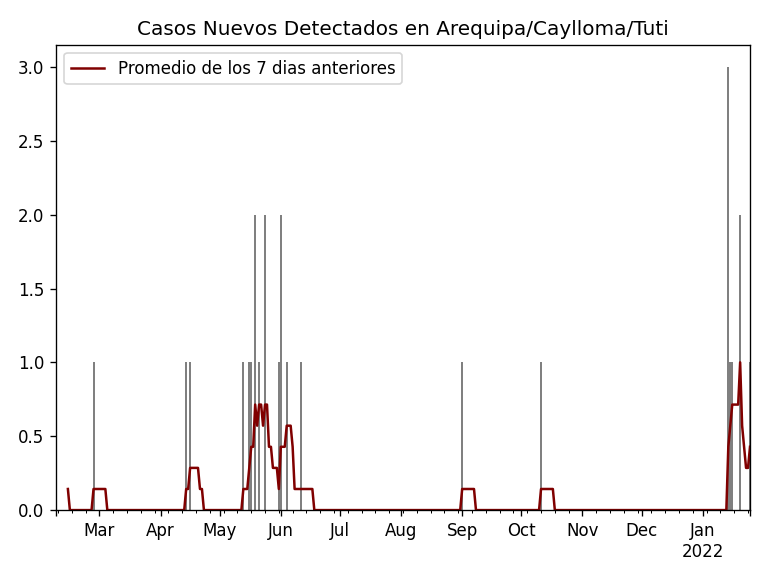 Casos Nuevos Detectados en Arequipa/Caylloma/Tuti
Promedio de los 7 dias anteriores
3.0
2.5
2.0
1.5
1.0
0.5
0.0
Mar Apr May Jun Jul Aug Sep Oct Nov Dec Jan
2022